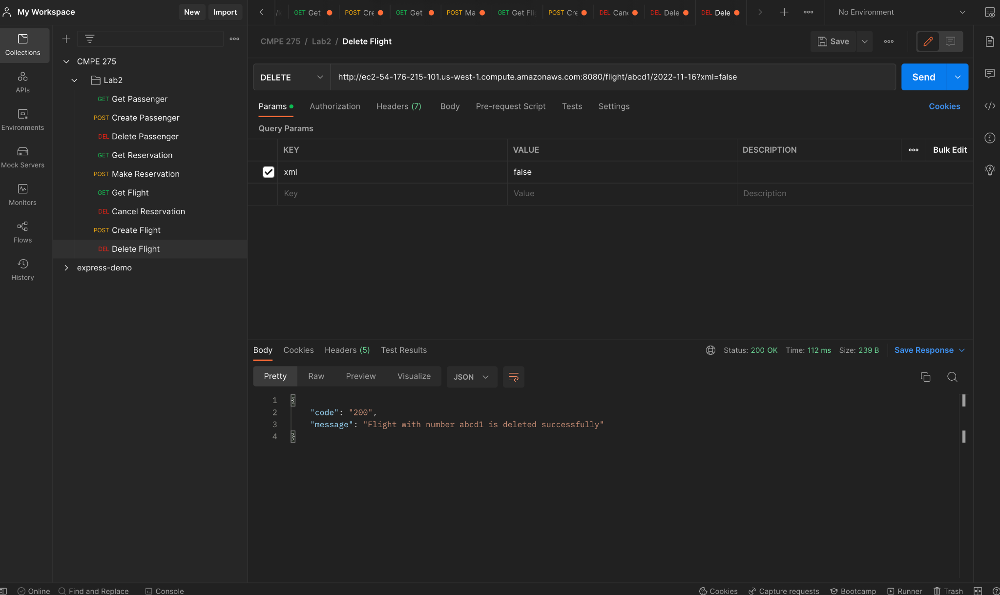 My Workspace
New
Import
GET Get
POST Cre
GET Get
POST Ma
GET Get Fli
POST Cre
DEL Canc
DEL Dele
DEL Dele
No Environment
Collections
APIs
Environments
Mock Servers
Monitors
Flows
History
CMPE 275
Lab2
GET Get Passenger
POST Create Passenger
DEL Delete Passenger
GET Get Reservation
POST Make Reservation
GET Get Flight
DEL Cancel Reservation
POST Create Flight
DEL Delete Flight
express-demo
CMPE 275 / Lab2 / Delete Flight
Save
DELETE
http://ec2-54-176-215-101.us-west-1.compute.amazonaws.com:8080/flight/abcd1/2022-11-16?xml=false
Send
Params
Authorization
Headers (7)
Body
Pre-request Script
Tests
Settings
Cookies
Query Params
KEY VALUE DESCRIPTION Bulk Edit
xml false
Key Value Description
Body
Cookies
Headers (5)
Test Results
Status: 200 OK Time: 112 ms Size: 239 B
Save Response
Pretty
Raw
Preview
Visualize
JSON
1 {
2 "code": "200",
3 "message": "Flight with number abcd1 is deleted successfully"
4 }
Online
Find and Replace
Console
Cookies
Capture requests
Bootcamp
Runner
Trash